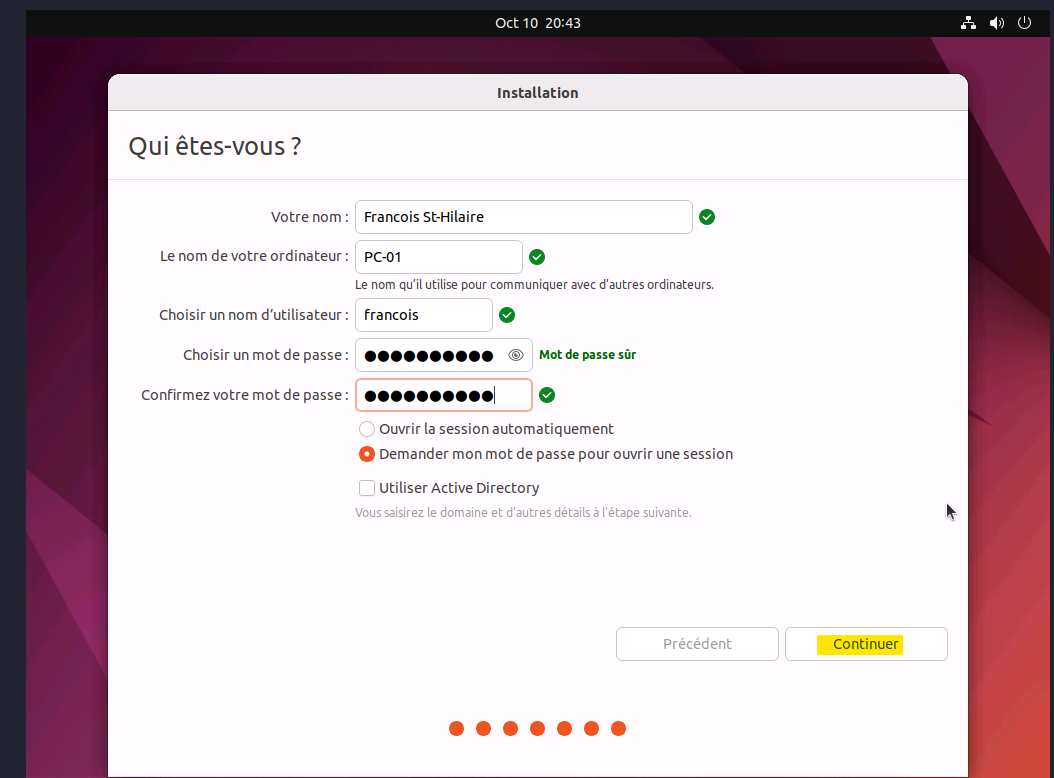 Oct 10 20:43
Installation
Qui êtes-vous ?
Votre nom : Francois St-Hilaire
Le nom de votre ordinateur : PC-01
Le nom qu’il utilise pour communiquer avec d’autres ordinateurs.
Choisir un nom d’utilisateur : francois
Choisir un mot de passe : ●●●●●●●●●● Mot de passe sûr
Confirmez votre mot de passe : ●●●●●●●●●●
Ouvrir la session automatiquement
Demander mon mot de passe pour ouvrir une session
Utiliser Active Directory
Vous saisirez le domaine et d'autres détails à l'étape suivante.
Précédent Continuer